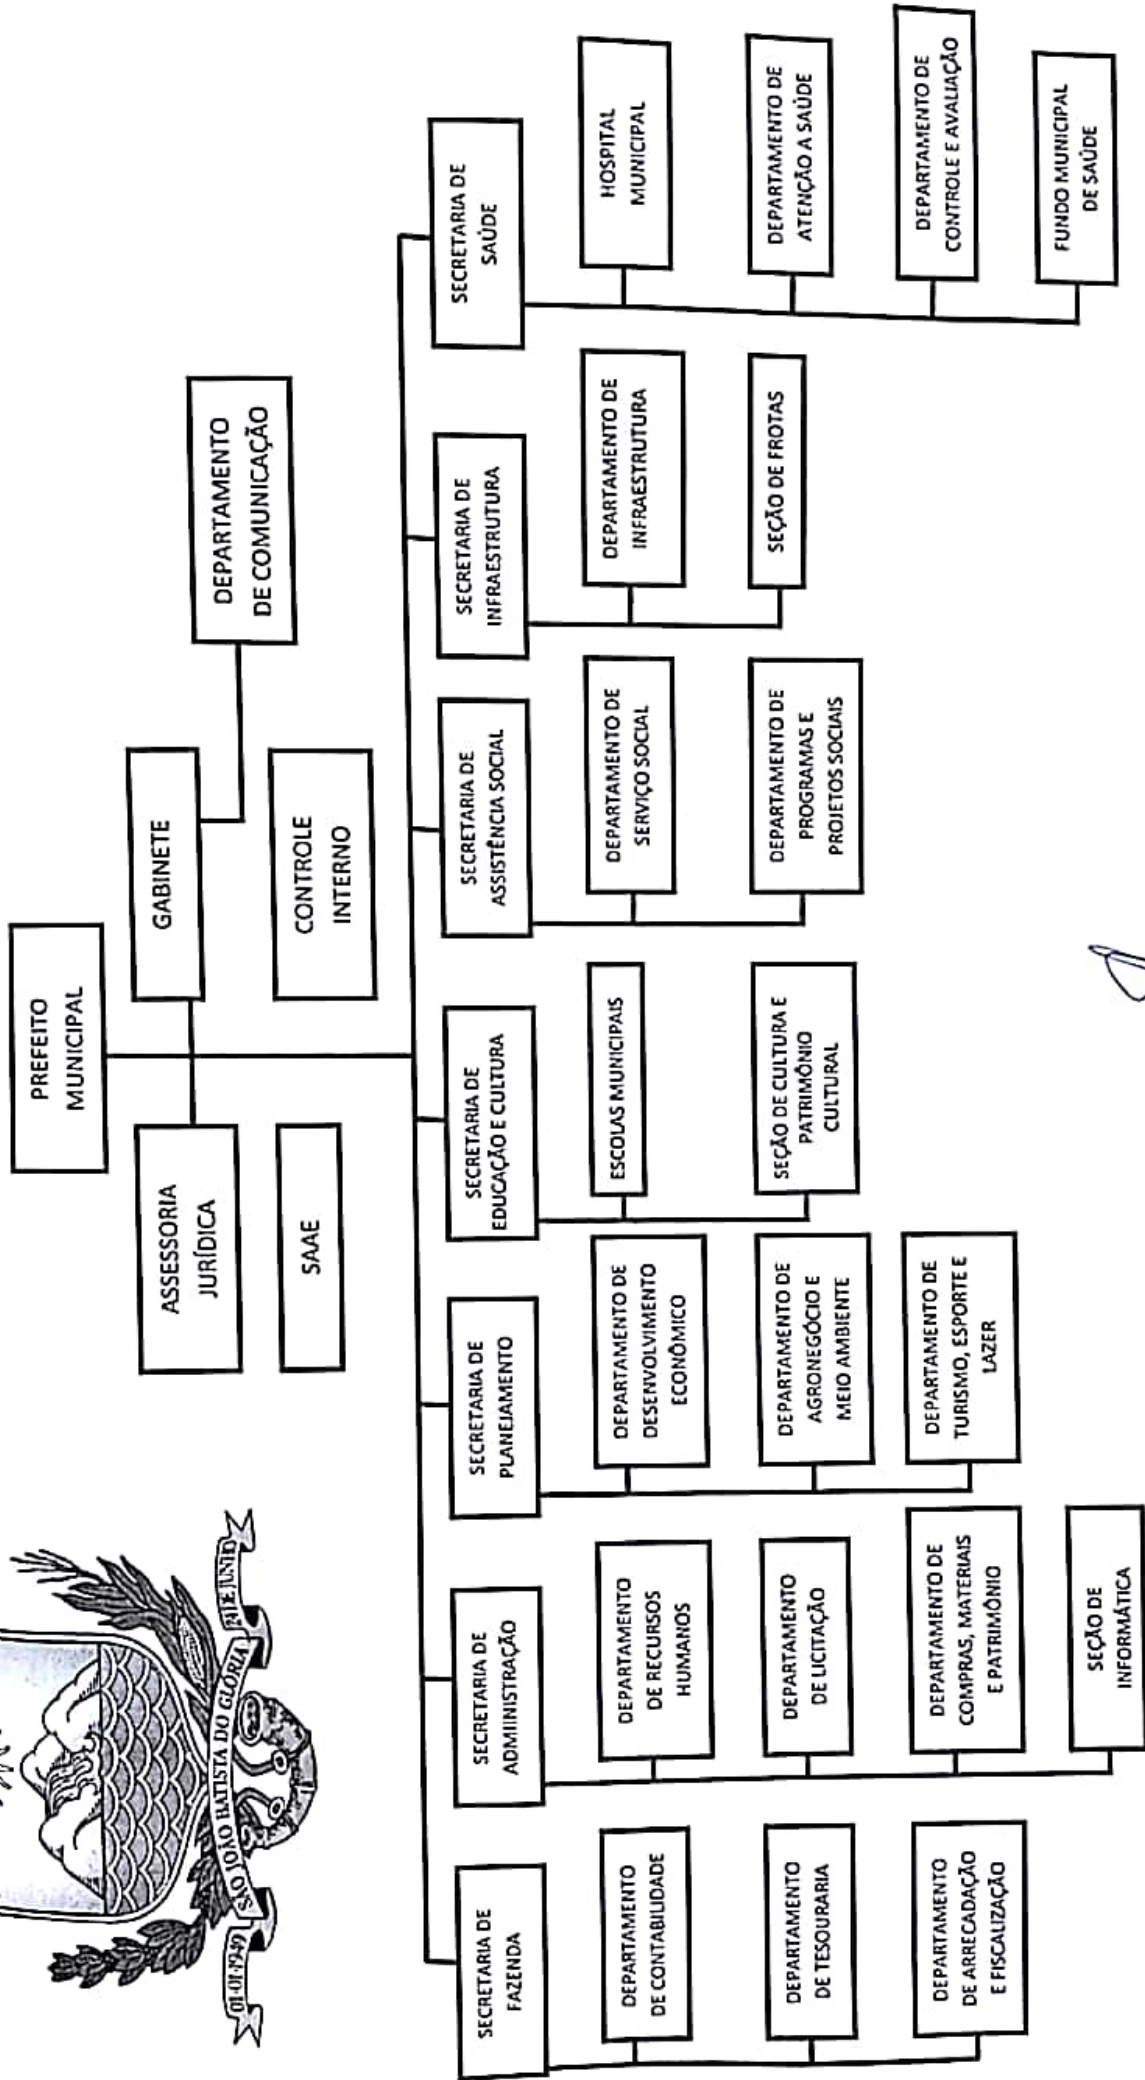 01-01-1949
SÃO JOÃO BATISTA DO GLÓRIA
24 DE JUNHO
PREFEITO
MUNICIPAL
ASSESSORIA
JURÍDICA
GABINETE
SAAE
CONTROLE
INTERNO
DEPARTAMENTO
DE COMUNICAÇÃO
SECRETARIA DE
FAZENDA
DEPARTAMENTO
DE CONTABILIDADE
DEPARTAMENTO
DE TESOURARIA
DEPARTAMENTO
DE ARRECADAÇÃO
E FISCALIZAÇÃO
SECRETARIA DE
ADMIINISTRAÇÃO
DEPARTAMENTO
DE RECURSOS
HUMANOS
DEPARTAMENTO
DE LICITAÇÃO
DEPARTAMENTO DE
COMPRAS, MATERIAIS
E PATRIMÔNIO
SEÇÃO DE
INFORMÁTICA
SECRETARIA DE
PLANEJAMENTO
DEPARTAMENTO DE
DESENVOLVIMENTO
ECONÔMICO
DEPARTAMENTO DE
AGRONEGÓCIO E
MEIO AMBIENTE
DEPARTAMENTO DE
TURISMO, ESPORTE E
LAZER
SECRETARIA DE
EDUCAÇÃO E CULTURA
ESCOLAS MUNICIPAIS
SEÇÃO DE CULTURA E
PATRIMÔNIO
CULTURAL
SECRETARIA DE
ASSISTÊNCIA SOCIAL
DEPARTAMENTO DE
SERVIÇO SOCIAL
DEPARTAMENTO DE
PROGRAMAS E
PROJETOS SOCIAIS
SECRETARIA DE
INFRAESTRUTURA
DEPARTAMENTO DE
INFRAESTRUTURA
SEÇÃO DE FROTAS
SECRETARIA DE
SAÚDE
HOSPITAL
MUNICIPAL
DEPARTAMENTO DE
ATENÇÃO A SAÚDE
DEPARTAMENTO DE
CONTROLE E AVALIAÇÃO
FUNDO MUNICIPAL
DE SAÚDE